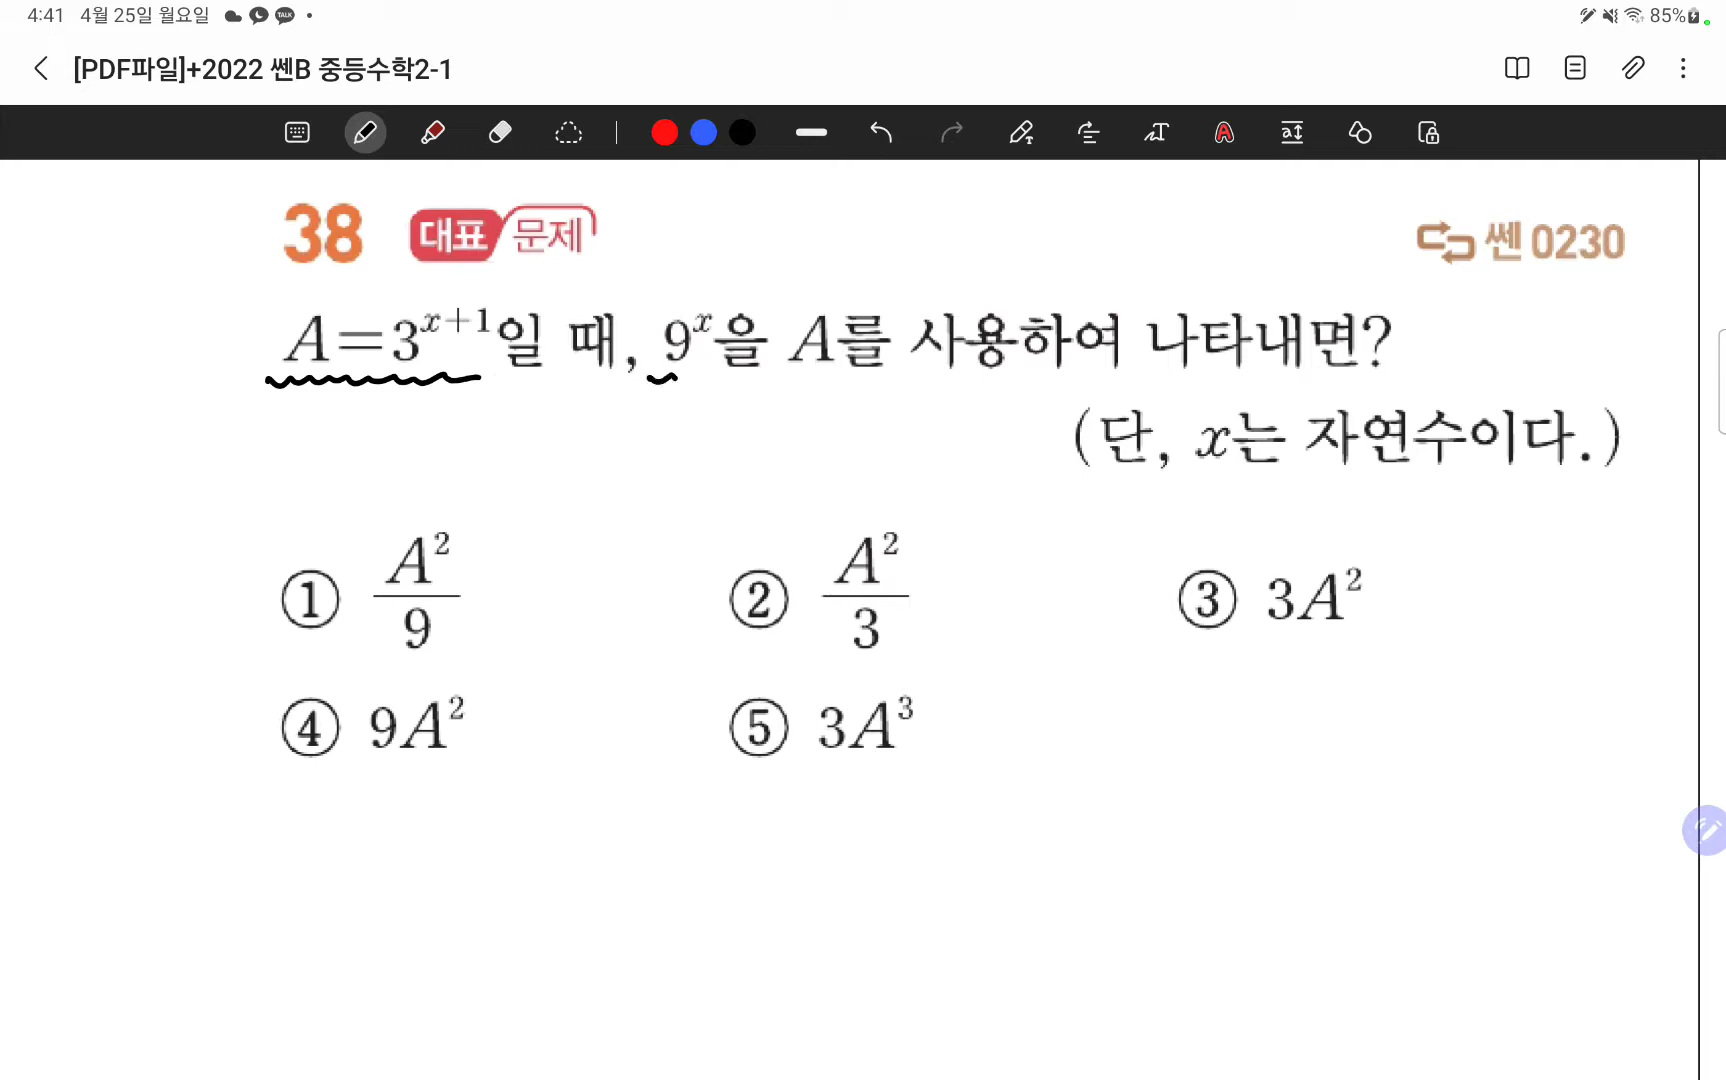 4:41 4월 25일 월요일 TALK 85%
[PDF파일]+2022 쎈B 중등수학2-1
38 대표 문제 쎈 0230
A=3^{x+1}일 때, 9^x을 A를 사용하여 나타내면?
(단, x는 자연수이다.)
① A²/9 ② A²/3 ③ 3A²
④ 9A² ⑤ 3A³